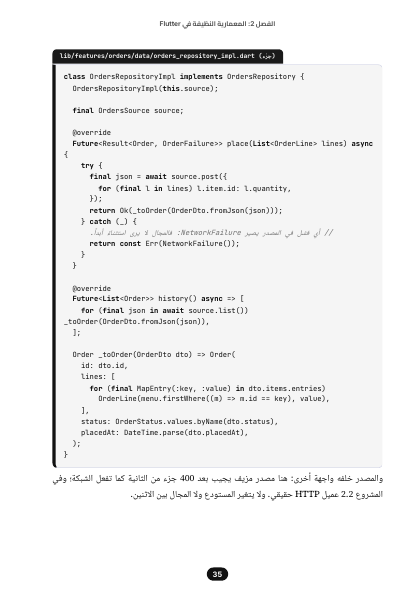 الفصل 2: المعمارية النظيفة في Flutter
lib/features/orders/data/orders_repository_impl.dart (جزء)
class OrdersRepositoryImpl implements OrdersRepository {
  OrdersRepositoryImpl(this.source);

  final OrdersSource source;

  @override
  Future<Result<Order, OrderFailure>> place(List<OrderLine> lines) async
{
    try {
      final json = await source.post({
        for (final l in lines) l.item.id: l.quantity,
      });
      return Ok(_toOrder(OrderDto.fromJson(json)));
    } catch (_) {
      // أي فشل في المصدر يصير NetworkFailure: فالمجال لا يرى استثناء أبداً.
      return const Err(NetworkFailure());
    }
  }

  @override
  Future<List<Order>> history() async => [
    for (final json in await source.list())
_toOrder(OrderDto.fromJson(json)),
  ];

  Order _toOrder(OrderDto dto) => Order(
    id: dto.id,
    lines: [
      for (final MapEntry(:key, :value) in dto.items.entries)
        OrderLine(menu.firstWhere((m) => m.id == key), value),
    ],
    status: OrderStatus.values.byName(dto.status),
    placedAt: DateTime.parse(dto.placedAt),
  );
}
والمصدر خلفه واجهة أخرى: هنا مصدر مزيف يجيب بعد 400 جزء من الثانية كما تفعل الشبكة؛ وفي
المشروع 2.2 عميل HTTP حقيقي. ولا يتغير المستودع ولا المجال بين الاثنين.
35